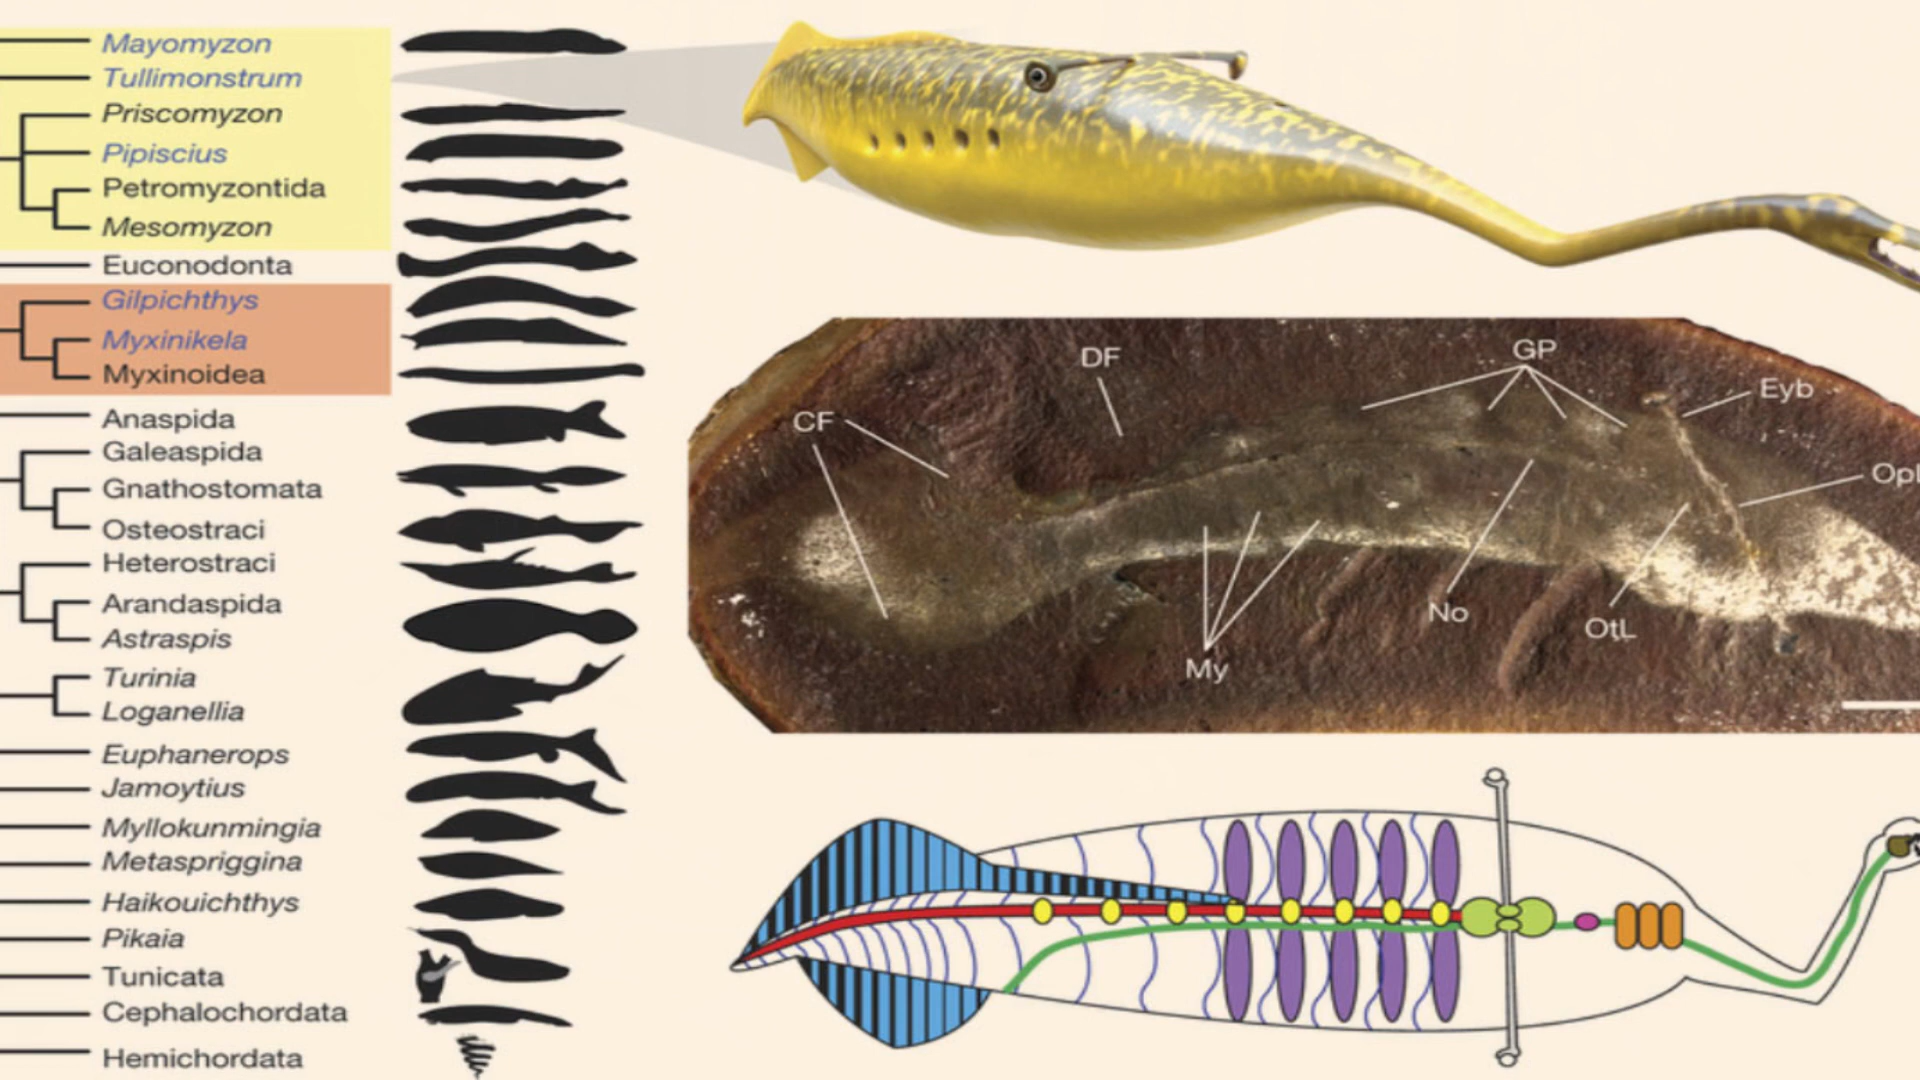 Mayomyzon
Tullimonstrum
Priscomyzon
Pipiscius
Petromyzontida
Mesomyzon
Euconodonta
Gilpichthys
Myxinikela
Myxinoidea
Anaspida
Galeaspida
Gnathostomata
Osteostraci
Heterostraci
Arandaspida
Astraspis
Turinia
Loganellia
Euphanerops
Jamoytius
Myllokunmingia
Metaspriggina
Haikouichthys
Pikaia
Tunicata
Cephalochordata
Hemichordata
DF
GP
Eyb
CF
No
OtL
My